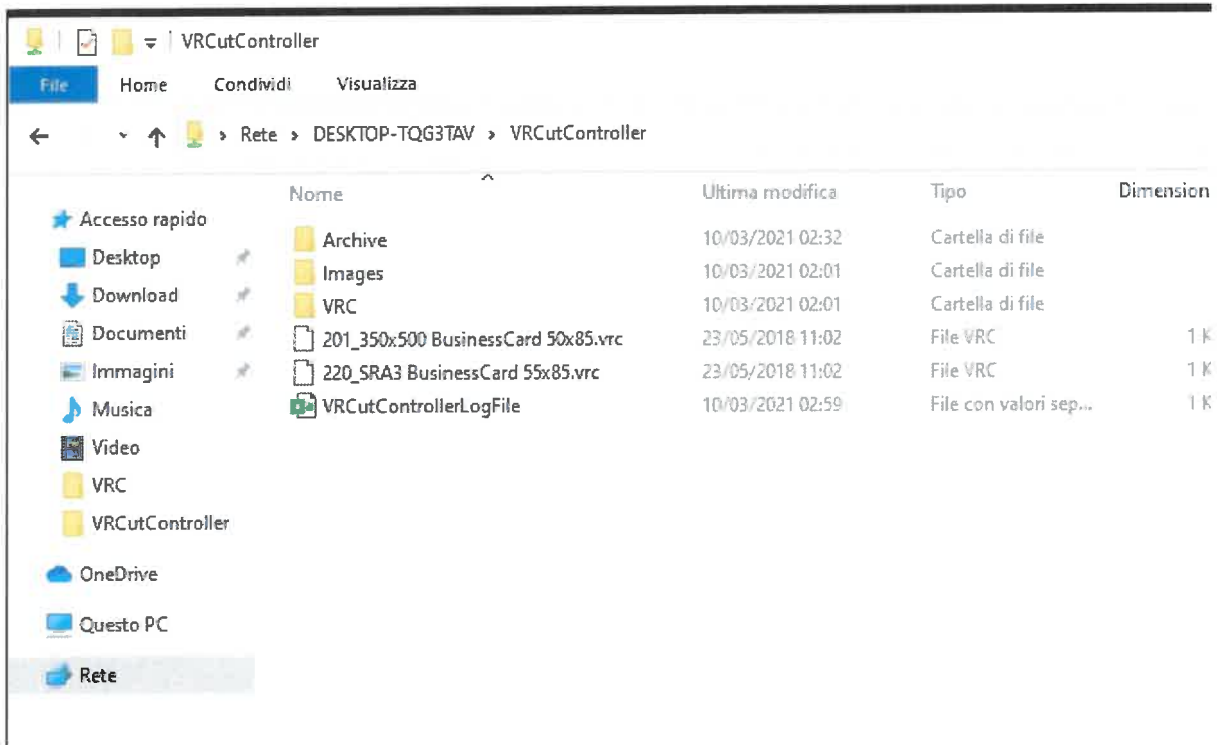 VRCutController
File Home Condividi Visualizza
Rete > DESKTOP-TQG3TAV > VRCutController
Nome Ultima modifica Tipo Dimension
Accesso rapido
Desktop
Download
Documenti
Immagini
Musica
Video
VRC
VRCutController
OneDrive
Questo PC
Rete
Archive 10/03/2021 02:32 Cartella di file
Images 10/03/2021 02:01 Cartella di file
VRC 10/03/2021 02:01 Cartella di file
201_350x500 BusinessCard 50x85.vrc 23/05/2018 11:02 File VRC 1 K
220_SRA3 BusinessCard 55x85.vrc 23/05/2018 11:02 File VRC 1 K
VRCutControllerLogFile 10/03/2021 02:59 File con valori sep... 1 K